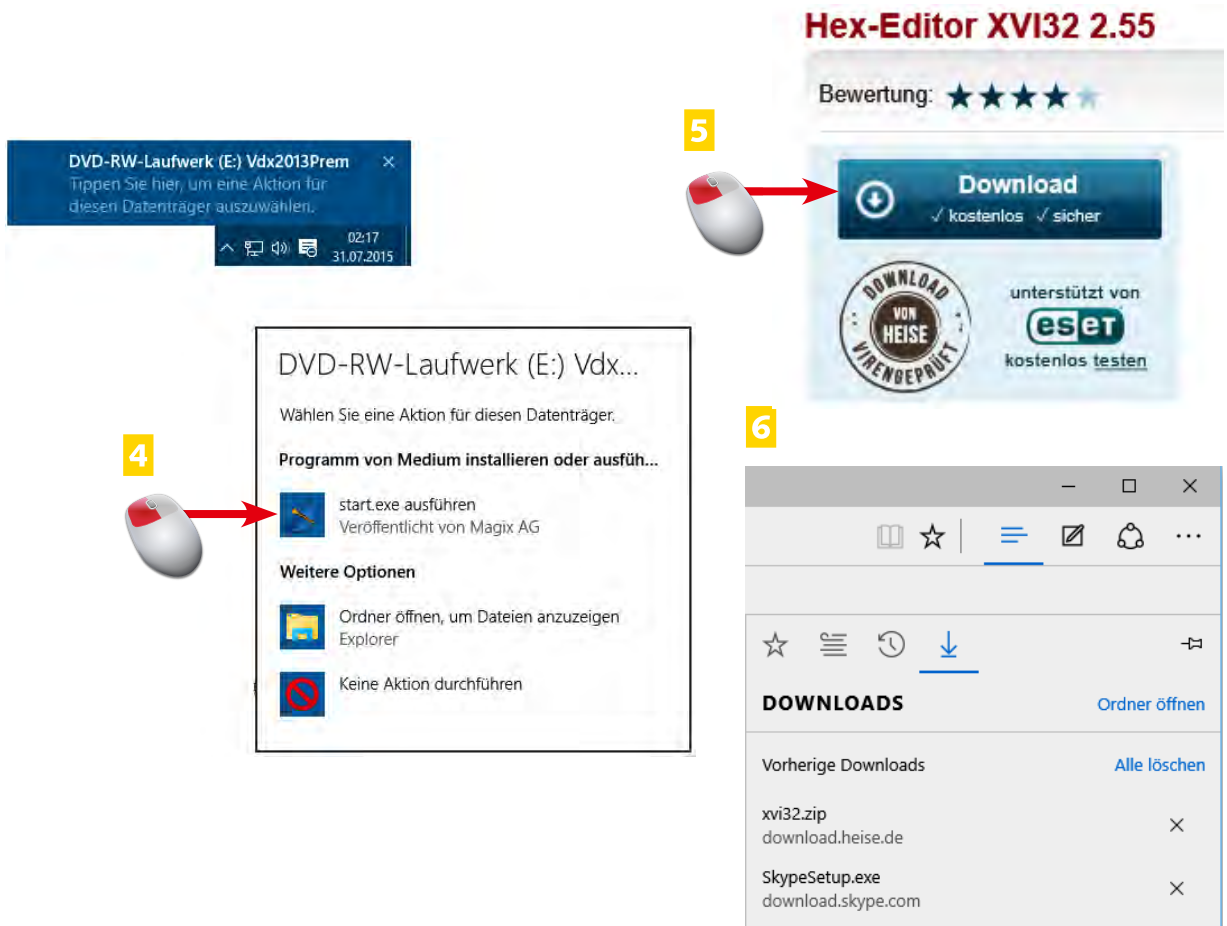 Hex-Editor XVI32 2.55
Bewertung:
5
Download
√ kostenlos √ sicher
DOWNLOAD
VON
HEISE
VIRENGEPRÜFT
unterstützt von
eseT
kostenlos testen
DVD-RW-Laufwerk (E:) Vdx2013Prem
Tippen Sie hier, um eine Aktion für
diesen Datenträger auszuwählen.
02:17
31.07.2015
4
DVD-RW-Laufwerk (E:) Vdx...
Wählen Sie eine Aktion für diesen Datenträger.
Programm von Medium installieren oder ausfüh...
start.exe ausführen
Veröffentlicht von Magix AG
Weitere Optionen
Ordner öffnen, um Dateien anzuzeigen
Explorer
Keine Aktion durchführen
6
DOWNLOADS
Ordner öffnen
Vorherige Downloads
Alle löschen
xvi32.zip
download.heise.de
SkypeSetup.exe
download.skype.com